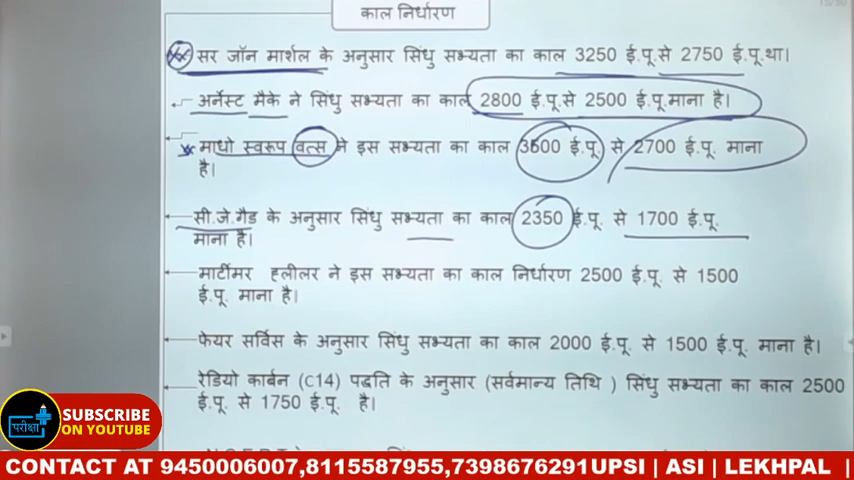 काल निर्धारण
सर जॉन मार्शल के अनुसार सिंधु सभ्यता का काल 3250 ई.पू.से 2750 ई.पू.था।
अर्नेस्ट मैके ने सिंधु सभ्यता का काल 2800 ई.पू.से 2500 ई.पू.माना है।
माधो स्वरूप वत्स ने इस सभ्यता का काल 3500 ई.पू. से 2700 ई.पू. माना
है।
सी.जे.गैड के अनुसार सिंधु सभ्यता का काल 2350 ई.पू. से 1700 ई.पू.
माना है।
मार्टीमर ह्लीलर ने इस सभ्यता का काल निर्धारण 2500 ई.पू. से 1500
ई.पू. माना है।
फेयर सर्विस के अनुसार सिंधु सभ्यता का काल 2000 ई.पू. से 1500 ई.पू. माना है।
रेडियो कार्बन (C14) पद्धति के अनुसार (सर्वमान्य तिथि ) सिंधु सभ्यता का काल 2500
ई.पू. से 1750 ई.पू. है।
परीक्षा
SUBSCRIBE
ON YOUTUBE
CONTACT AT 9450006007,8115587955,7398676291UPSI | ASI | LEKHPAL |